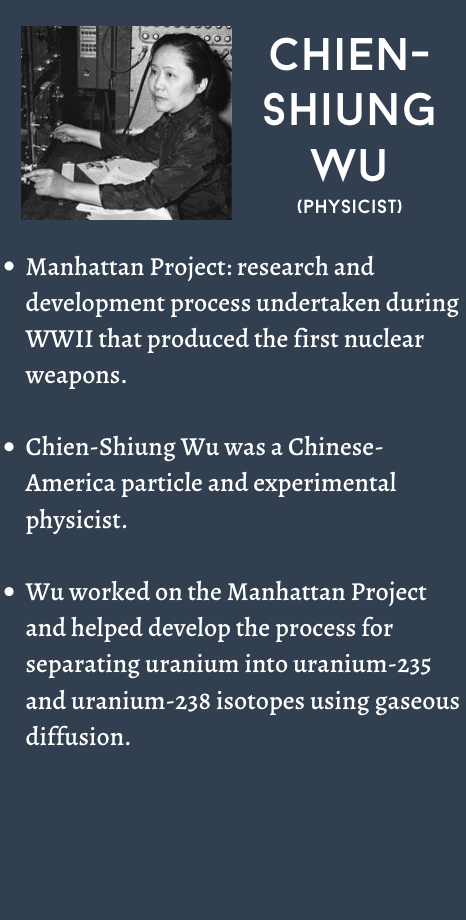 CHIEN-
SHIUNG
WU
(PHYSICIST)
• Manhattan Project: research and
development process undertaken during
WWII that produced the first nuclear
weapons.
• Chien-Shiung Wu was a Chinese-
America particle and experimental
physicist.
• Wu worked on the Manhattan Project
and helped develop the process for
separating uranium into uranium-235
and uranium-238 isotopes using gaseous
diffusion.